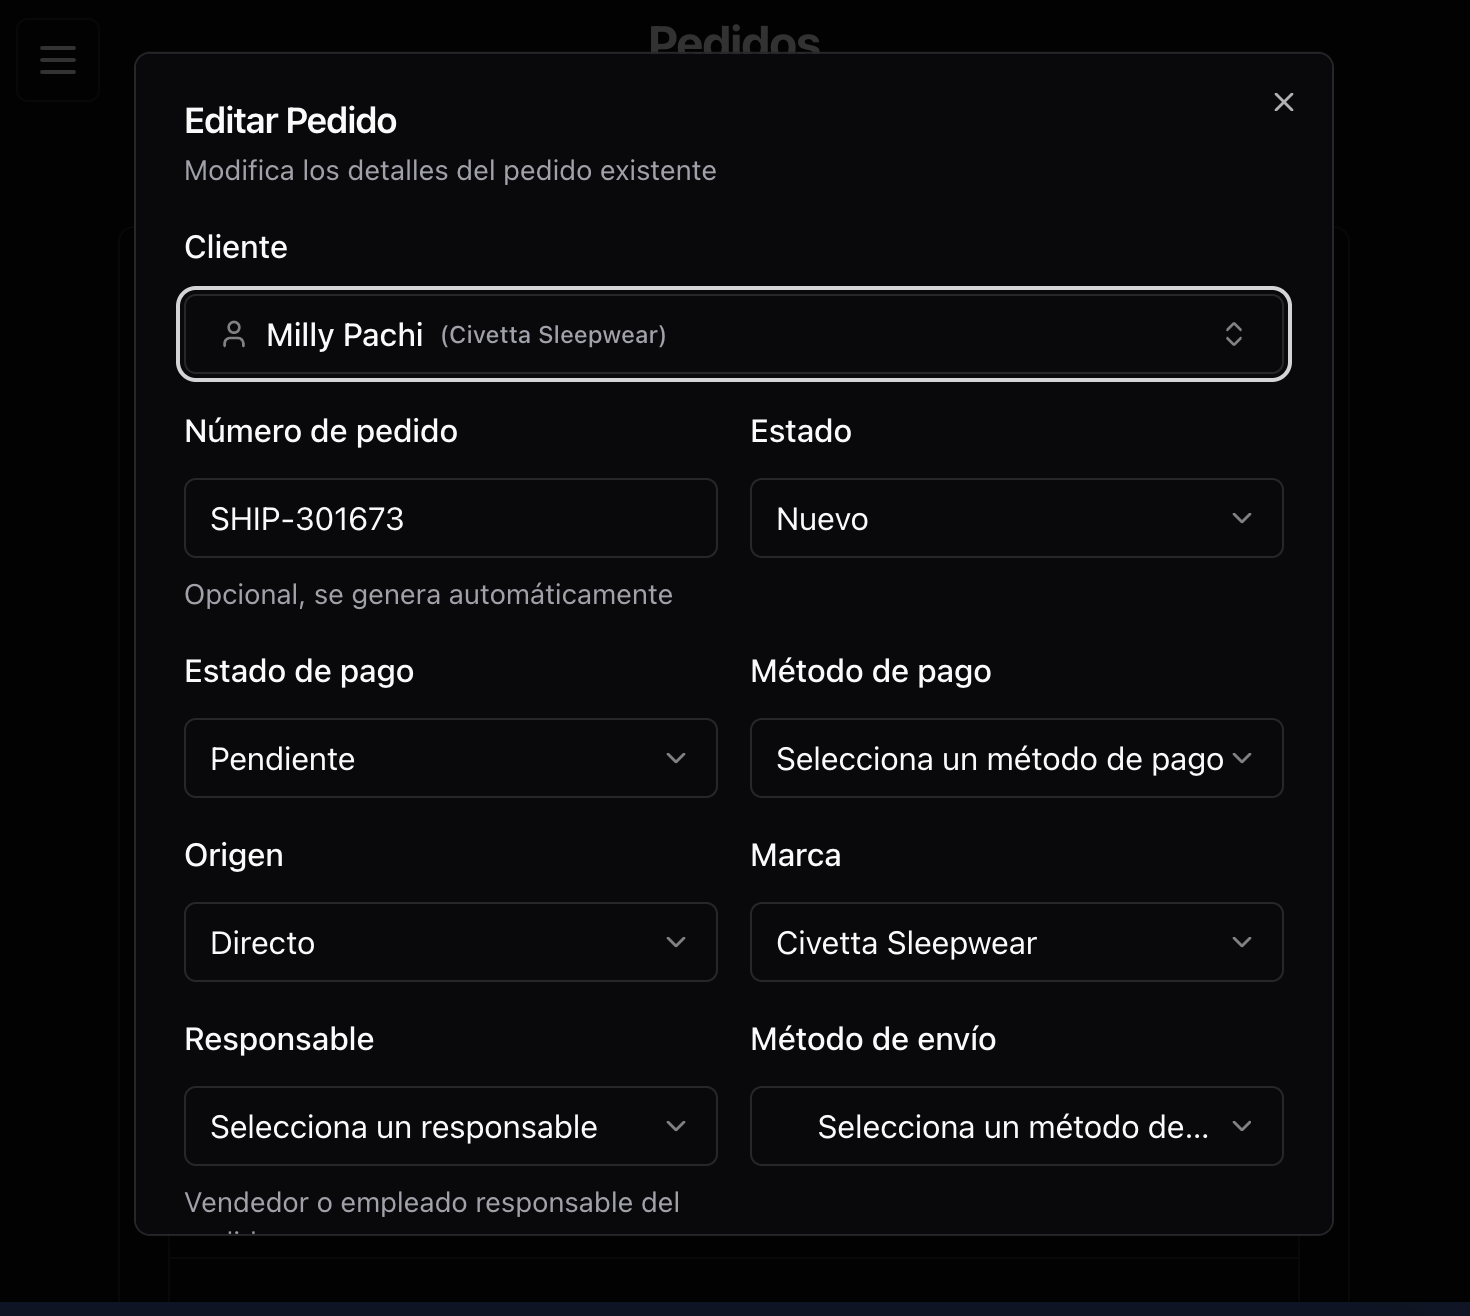 Pedidos
Editar Pedido
Modifica los detalles del pedido existente
Cliente
Milly Pachi (Civetta Sleepwear)
Número de pedido
Estado
SHIP-301673
Nuevo
Opcional, se genera automáticamente
Estado de pago
Método de pago
Pendiente
Selecciona un método de pago
Origen
Marca
Directo
Civetta Sleepwear
Responsable
Método de envío
Selecciona un responsable
Selecciona un método de...
Vendedor o empleado responsable del